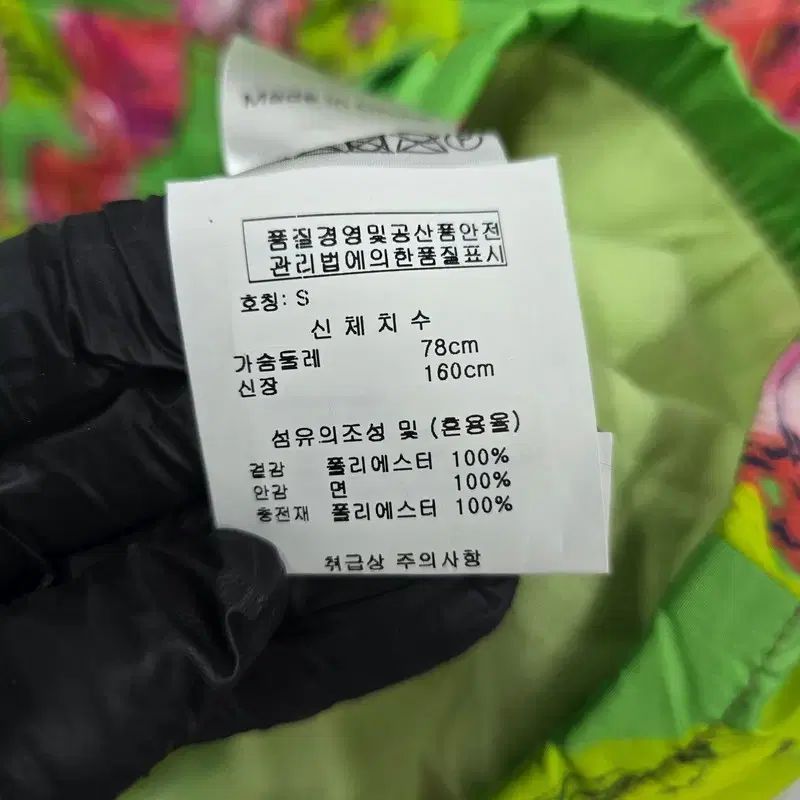 Made in
품질경영및공산품안전
관리법에의한품질표시
호칭: S
신체치수
가슴둘레 78cm
신장 160cm
섬유의조성 및 (혼용율)
겉감 폴리에스터 100%
안감 면 100%
충전재 폴리에스터 100%
취급상 주의사항